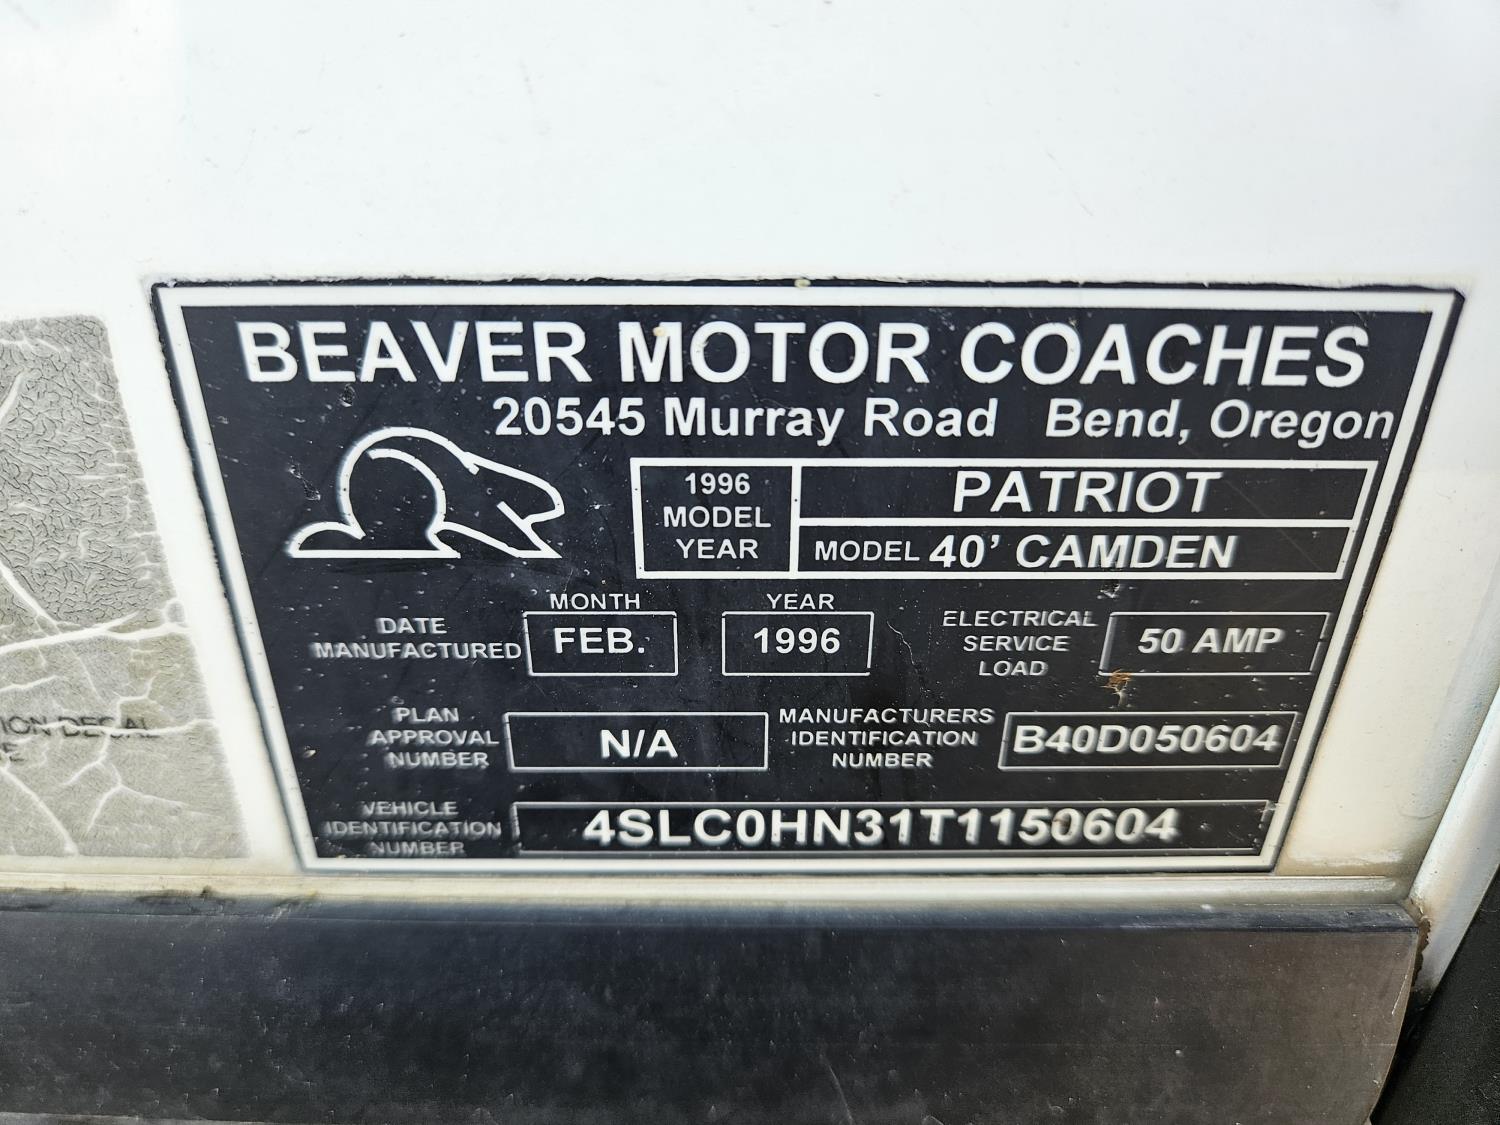 BEAVER MOTOR COACHES
20545 Murray Road Bend, Oregon
1996
MODEL
YEAR
PATRIOT
MODEL 40' CAMDEN
DATE
MANUFACTURED
MONTH
FEB.
YEAR
1996
ELECTRICAL
SERVICE
LOAD
50 AMP
PLAN
APPROVAL
NUMBER
N/A
MANUFACTURERS
IDENTIFICATION
NUMBER
B40D050604
VEHICLE
IDENTIFICATION
NUMBER
4SLC0HN31T1150604
DECAL